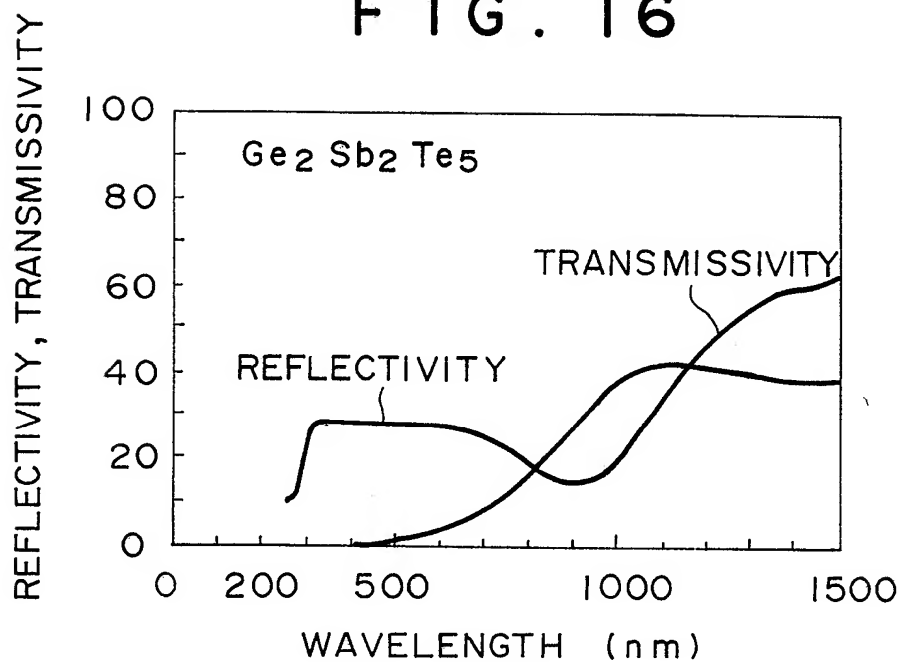 FIG. 16
REFLECTIVITY, TRANSMISSIVITY
100
80
60
40
20
0
Ge2 Sb2 Te5
TRANSMISSIVITY
REFLECTIVITY
0 200 500 1000 1500
WAVELENGTH (nm)